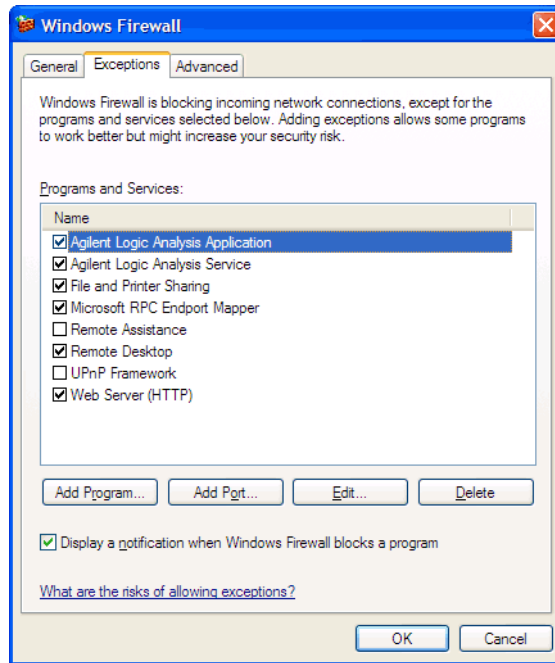 Windows Firewall
General Exceptions Advanced
Windows Firewall is blocking incoming network connections, except for the
programs and services selected below. Adding exceptions allows some programs
to work better but might increase your security risk.
Programs and Services:
Name
Agilent Logic Analysis Application
Agilent Logic Analysis Service
File and Printer Sharing
Microsoft RPC Endport Mapper
Remote Assistance
Remote Desktop
UPnP Framework
Web Server (HTTP)
Add Program... Add Port... Edit... Delete
Display a notification when Windows Firewall blocks a program
What are the risks of allowing exceptions?
OK Cancel